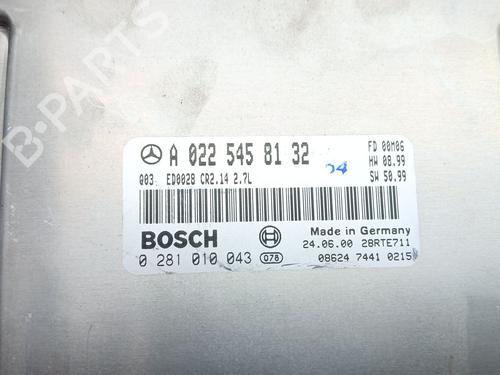 B-PARTS
A 022 545 81 32
04
FD 00M06
HW 08.99
SW 50.99
Q03 ED0028 CR2.14 2.7L
BOSCH
Made in Germany
24.06.00 28RTE711
0 281 010 043 078
08624 7441 0215